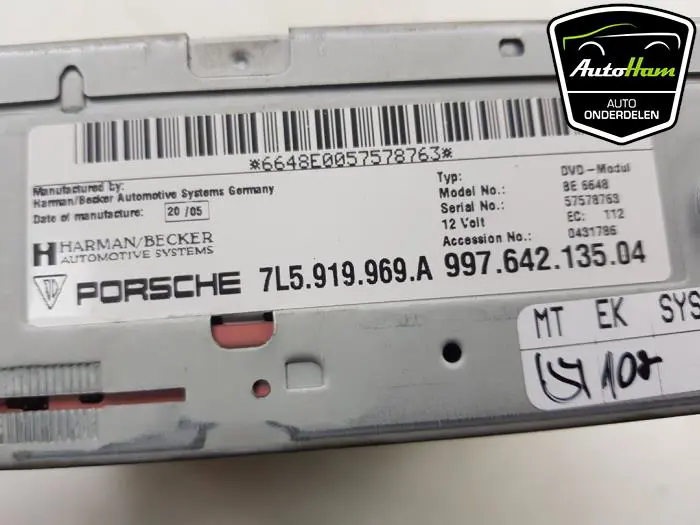 AutoHam
AUTO
ONDERDELEN
*6648E0057578763*
Manufactured by:
Harman/Becker Automotive Systems Germany
Date of manufacture: 20 /05
H HARMAN/BECKER
AUTOMOTIVE SYSTEMS
Typ: DVD-Modul
Model No.: BE 6648
Serial No.: 57578763
12 Volt EC: 112
Accession No.: 0431786
PORSCHE 7L5.919.969.A 997.642.135.04
MT EK SYS
108